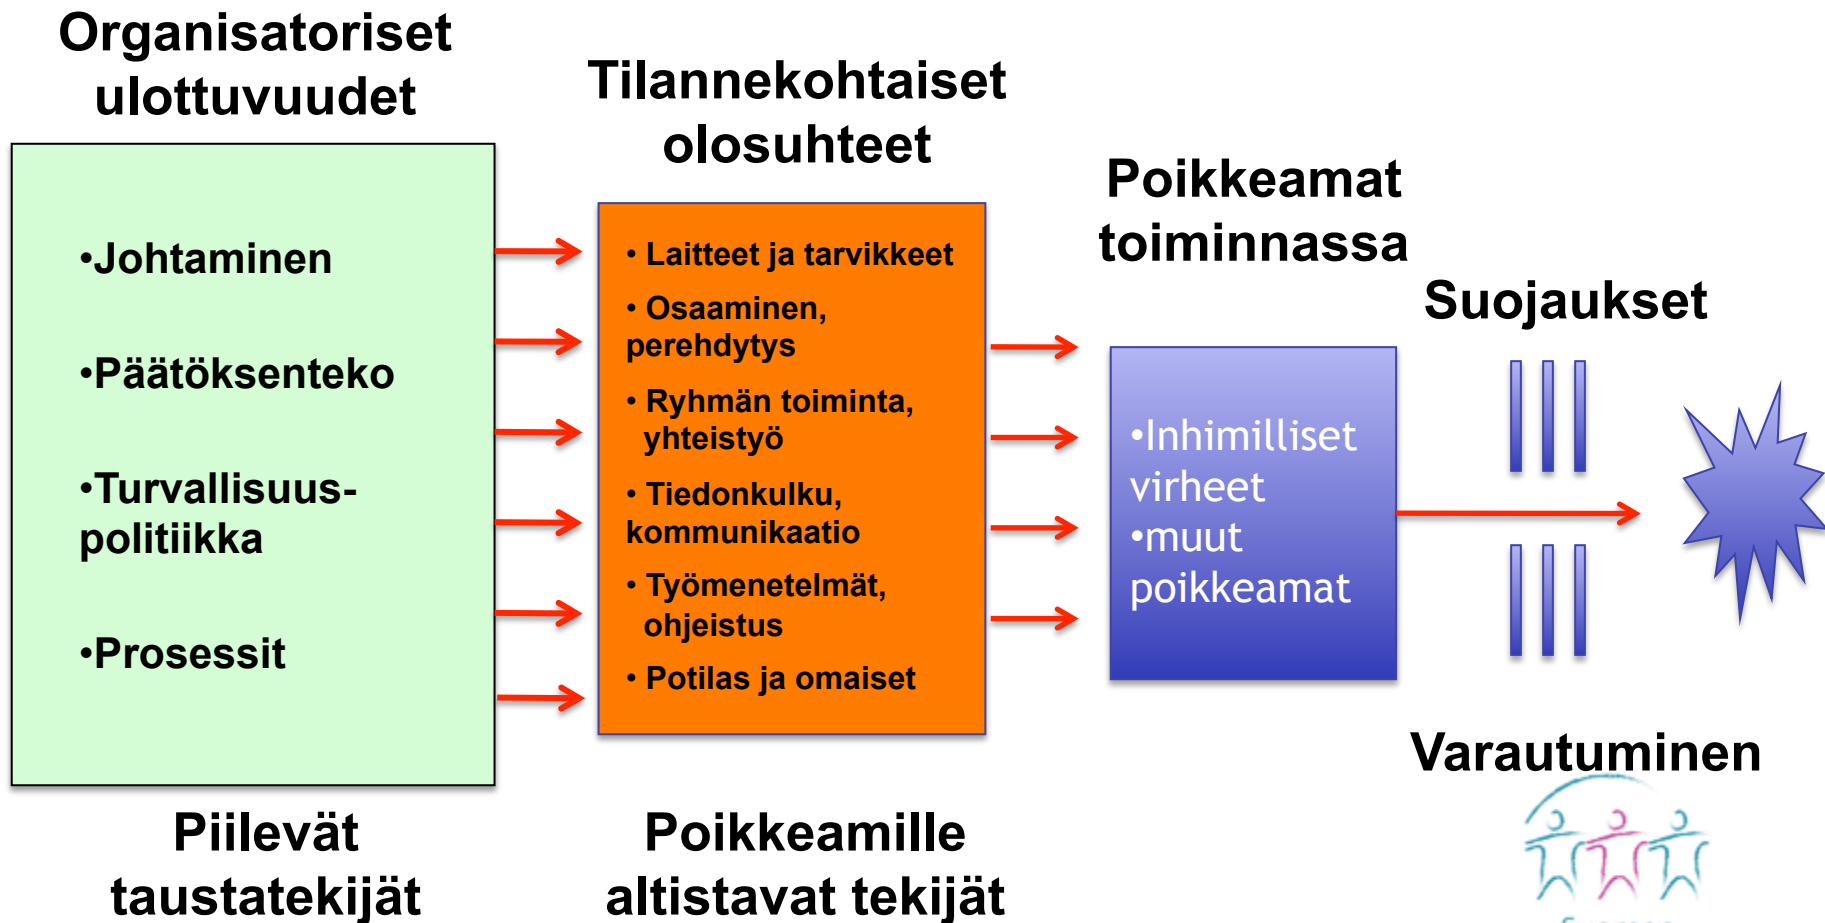 Organisatoriset
ulottuvuudet
•Johtaminen
•Päätöksenteko
•Turvallisuus-
politiikka
•Prosessit
Piilevät
taustatekijät
Tilannekohtaiset
olosuhteet
• Laitteet ja tarvikkeet
• Osaaminen,
perehdytys
• Ryhmän toiminta,
yhteistyö
• Tiedonkulku,
kommunikaatio
• Työmenetelmät,
ohjeistus
• Potilas ja omaiset
Poikkeamille
altistavat tekijät
Poikkeamat
toiminnassa
•Inhimilliset
virheet
•muut
poikkeamat
Suojaukset
Varautuminen